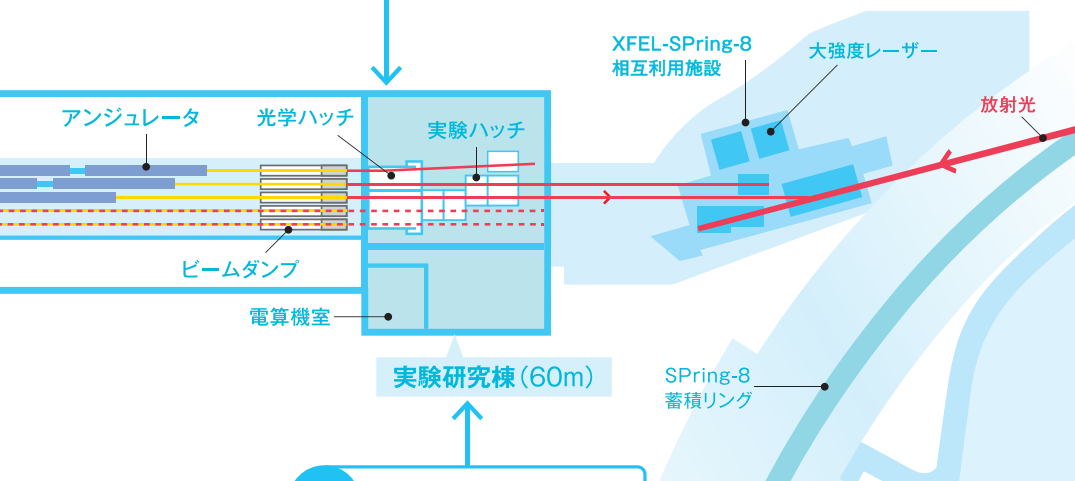 XFEL-SPring-8
相互利用施設
大強度レーザー
放射光
アンジュレータ
光学ハッチ
実験ハッチ
ビームダンプ
電算機室
実験研究棟(60m)
SPring-8
蓄積リング